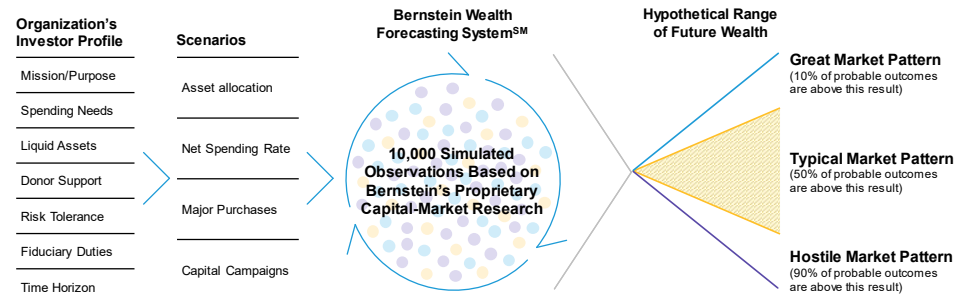 Organization's
Investor Profile
Mission/Purpose
Spending Needs
Liquid Assets
Donor Support
Risk Tolerance
Fiduciary Duties
Time Horizon
Scenarios
Asset allocation
Net Spending Rate
Major Purchases
Capital Campaigns
Bernstein Wealth
Forecasting System℠
10,000 Simulated
Observations Based on
Bernstein's Proprietary
Capital-Market Research
Hypothetical Range
of Future Wealth
Great Market Pattern
(10% of probable outcomes
are above this result)
Typical Market Pattern
(50% of probable outcomes
are above this result)
Hostile Market Pattern
(90% of probable outcomes
are above this result)